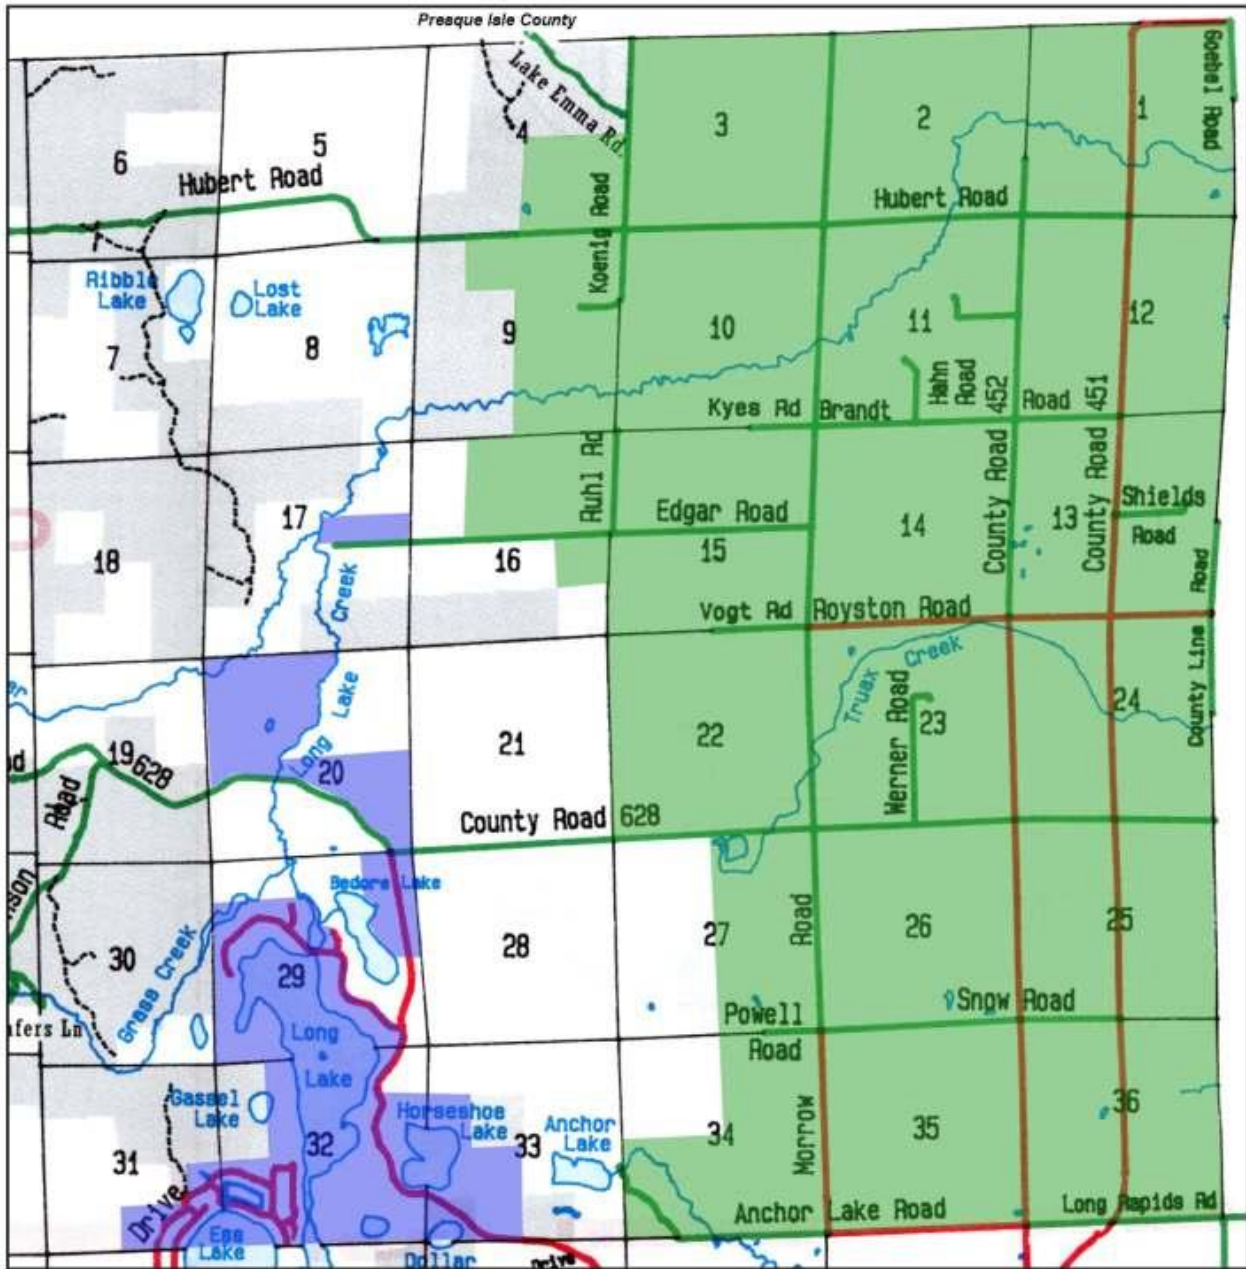 Presque Isle County
Goebel Road
Lake Emma Rd.
6
5
4
3
2
1
Hubert Road
Hubert Road
Koenig Road
Ribble
Lake
Lost
Lake
7
8
9
10
11
12
Hahn
Road
Kyes Rd
Brandt
452
Road
451
Ruhl Rd
County Road
County Road
Shields
Road
18
17
16
Edgar Road
15
14
13
Creek
Vogt Rd
Royston Road
Road
County Line
Long Lake
Truax Creek
Werner Road
19
628
20
21
22
23
24
Road
County Road
628
Bedore Lake
30
29
28
27
26
25
Road
Grass Creek
Long
Lake
Powell
Road
Snow Road
afers Ln
Gassel
Lake
Horseshoe
Lake
Anchor
Lake
31
32
33
34
35
36
Morrow
Drive
Ess
Lake
Anchor Lake Road
Long Rapids Rd
Dollar
Drive